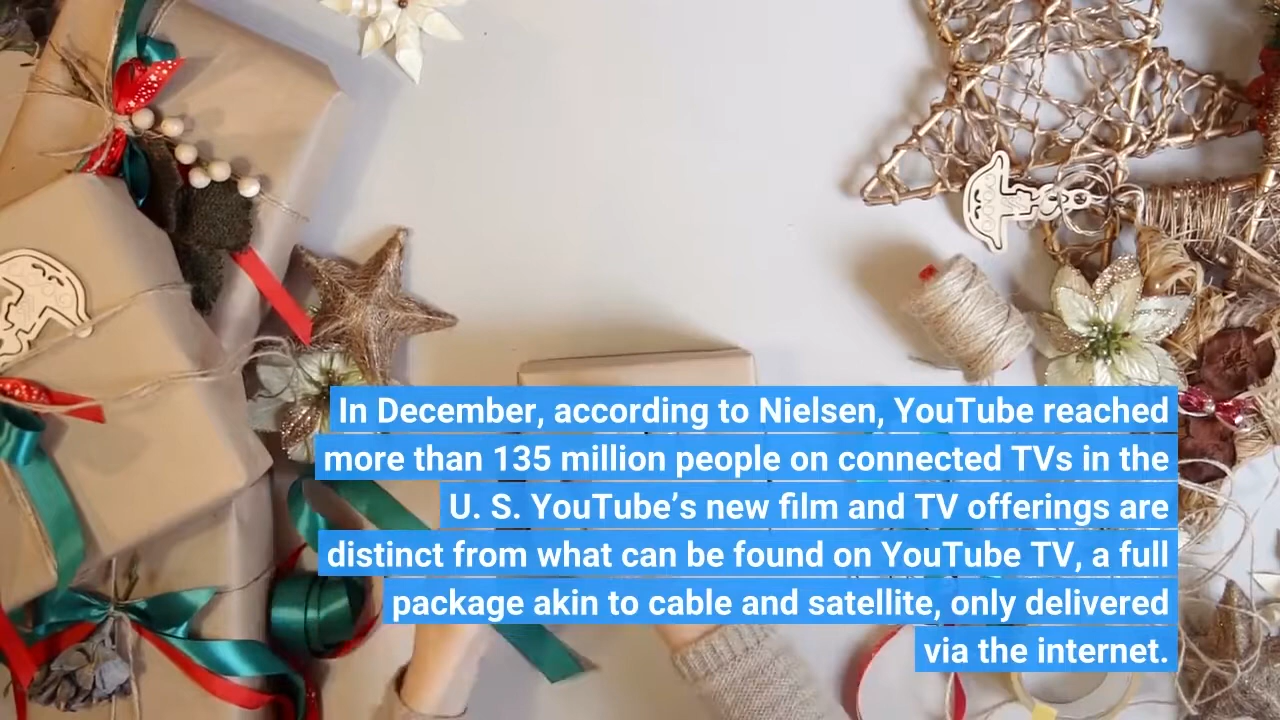 In December, according to Nielsen, YouTube reached
more than 135 million people on connected TVs in the
U. S. YouTube’s new film and TV offerings are
distinct from what can be found on YouTube TV, a full
package akin to cable and satellite, only delivered
via the internet.